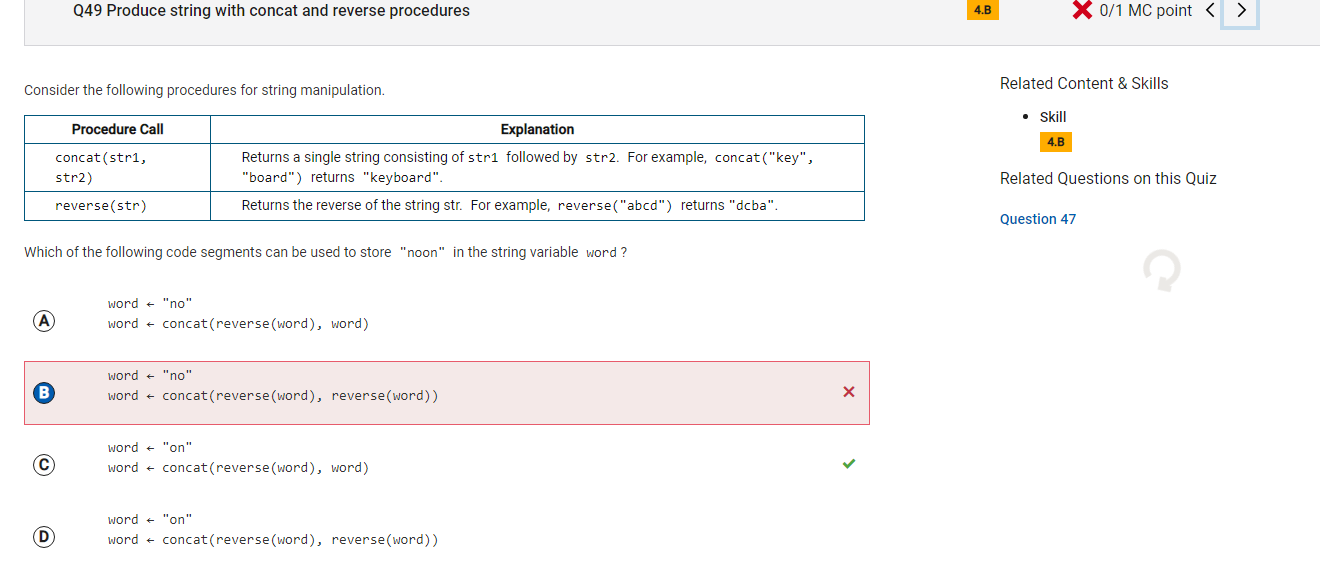 Q49 Produce string with concat and reverse procedures
4.B
0/1 MC point
Consider the following procedures for string manipulation.
Procedure Call
Explanation
concat(str1,
str2)
Returns a single string consisting of str1 followed by str2. For example, concat("key",
"board") returns "keyboard".
reverse(str)
Returns the reverse of the string str. For example, reverse("abcd") returns "dcba".
Which of the following code segments can be used to store "noon" in the string variable word ?
A
word ← "no"
word ← concat(reverse(word), word)
B
word ← "no"
word ← concat(reverse(word), reverse(word))
C
word ← "on"
word ← concat(reverse(word), word)
D
word ← "on"
word ← concat(reverse(word), reverse(word))
Related Content & Skills
• Skill
4.B
Related Questions on this Quiz
Question 47